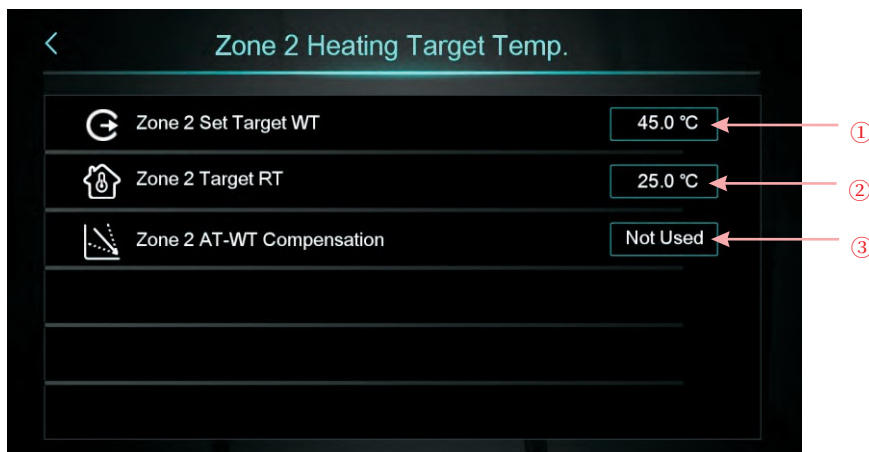 Zone 2 Heating Target Temp.
Zone 2 Set Target WT 45.0 °C ①
Zone 2 Target RT 25.0 °C ②
Zone 2 AT-WT Compensation Not Used ③